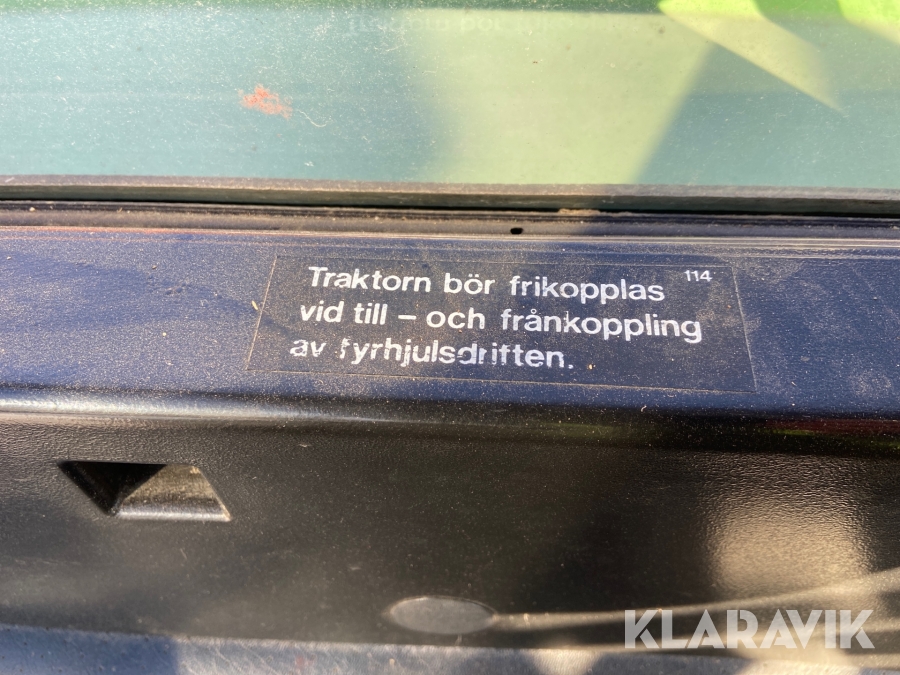 Traktorn bör frikopplas 114
vid till – och frånkoppling
av fyrhjulsdriften.
KLARAVIK